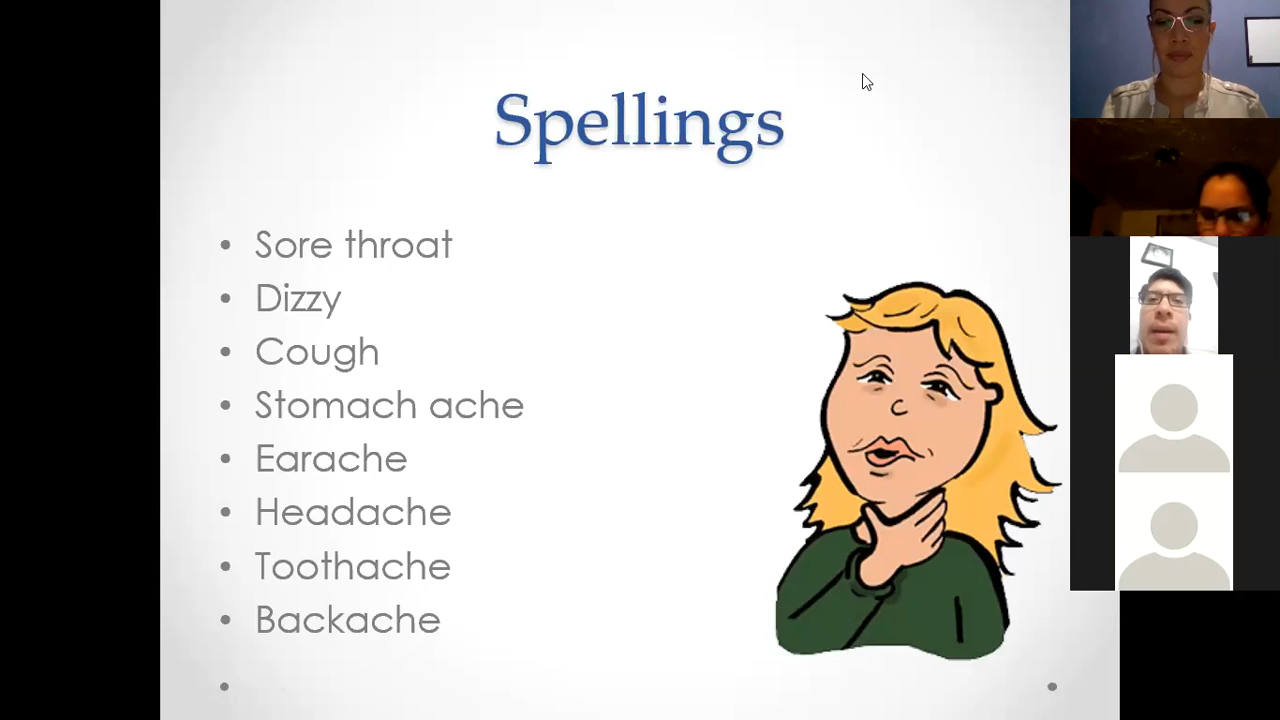 Spellings
• Sore throat
• Dizzy
• Cough
• Stomach ache
• Earache
• Headache
• Toothache
• Backache